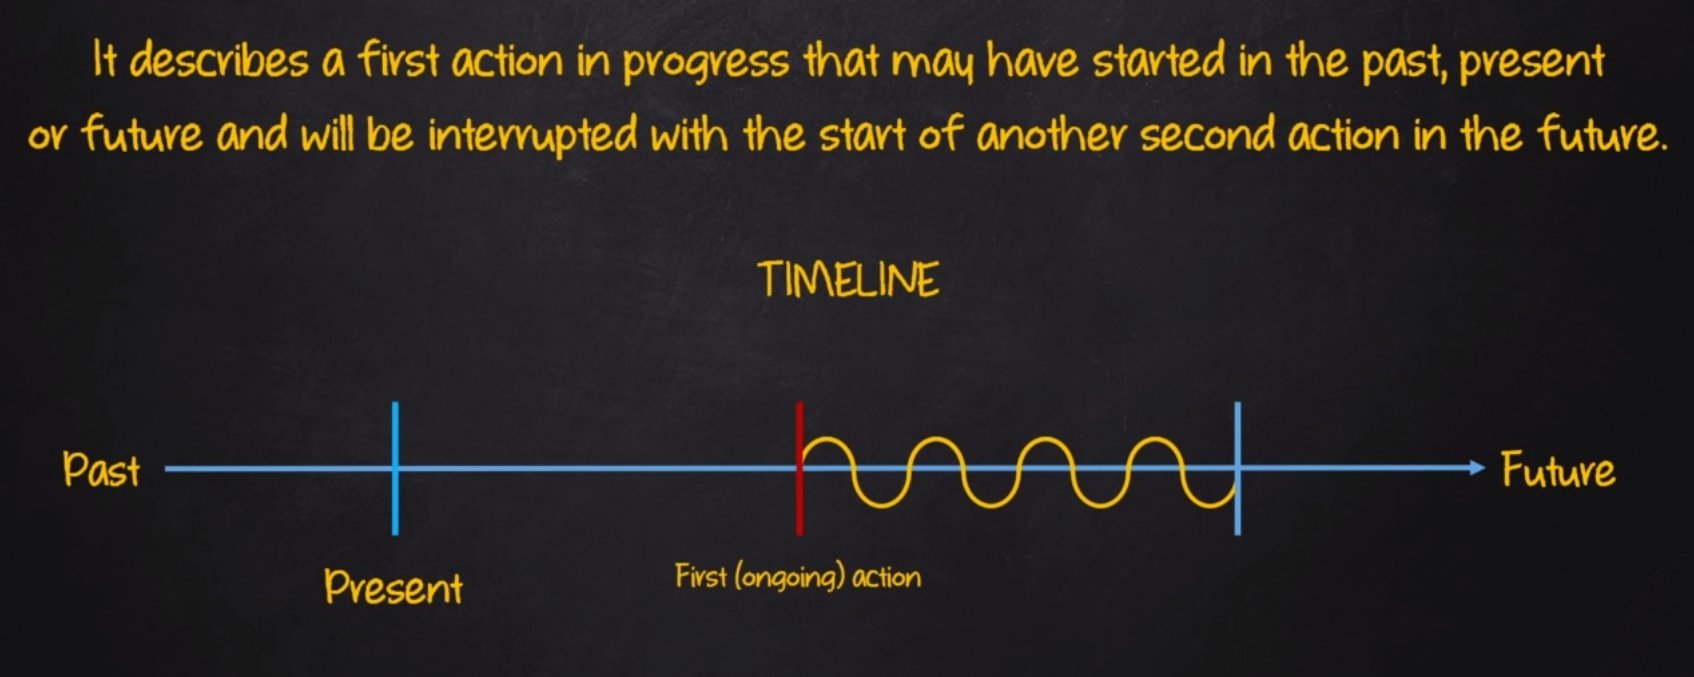 It describes a first action in progress that may have started in the past, present
or future and will be interrupted with the start of another second action in the future.
TIMELINE
Past
Future
Present
First (ongoing) action